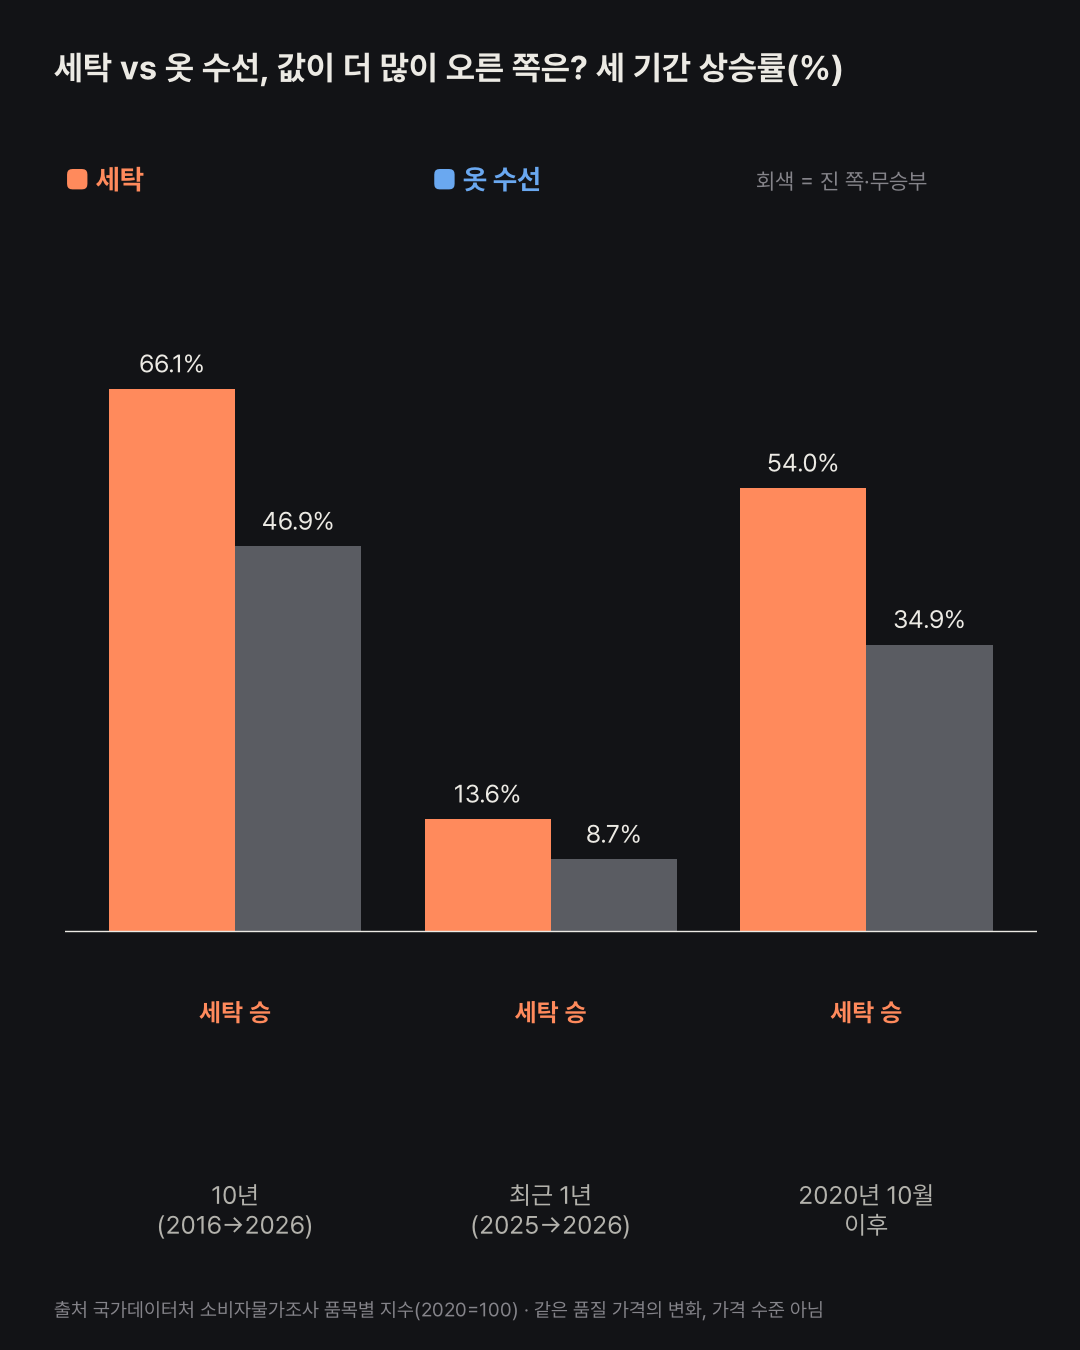 세탁 vs 옷 수선, 값이 더 많이 오른 쪽은? 세 기간 상승률(%)
세탁
옷 수선
회색 = 진 쪽·무승부
66.1%
46.9%
13.6%
8.7%
54.0%
34.9%
세탁 승
세탁 승
세탁 승
10년
(2016→2026)
최근 1년
(2025→2026)
2020년 10월
이후
출처 국가데이터처 소비자물가조사 품목별 지수(2020=100) · 같은 품질 가격의 변화, 가격 수준 아님